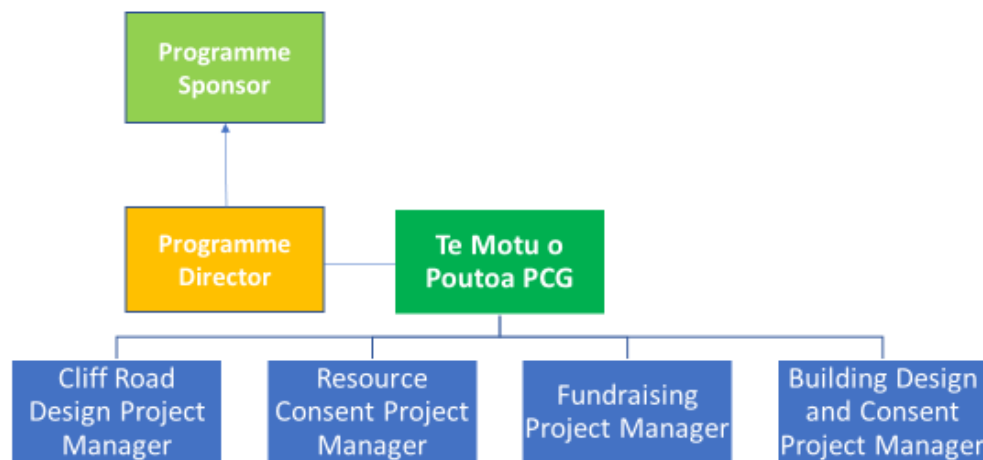 Programme
Sponsor
Programme
Director
Te Motu o
Poutoa PCG
Cliff Road
Design Project
Manager
Resource
Consent Project
Manager
Fundraising
Project Manager
Building Design
and Consent
Project Manager